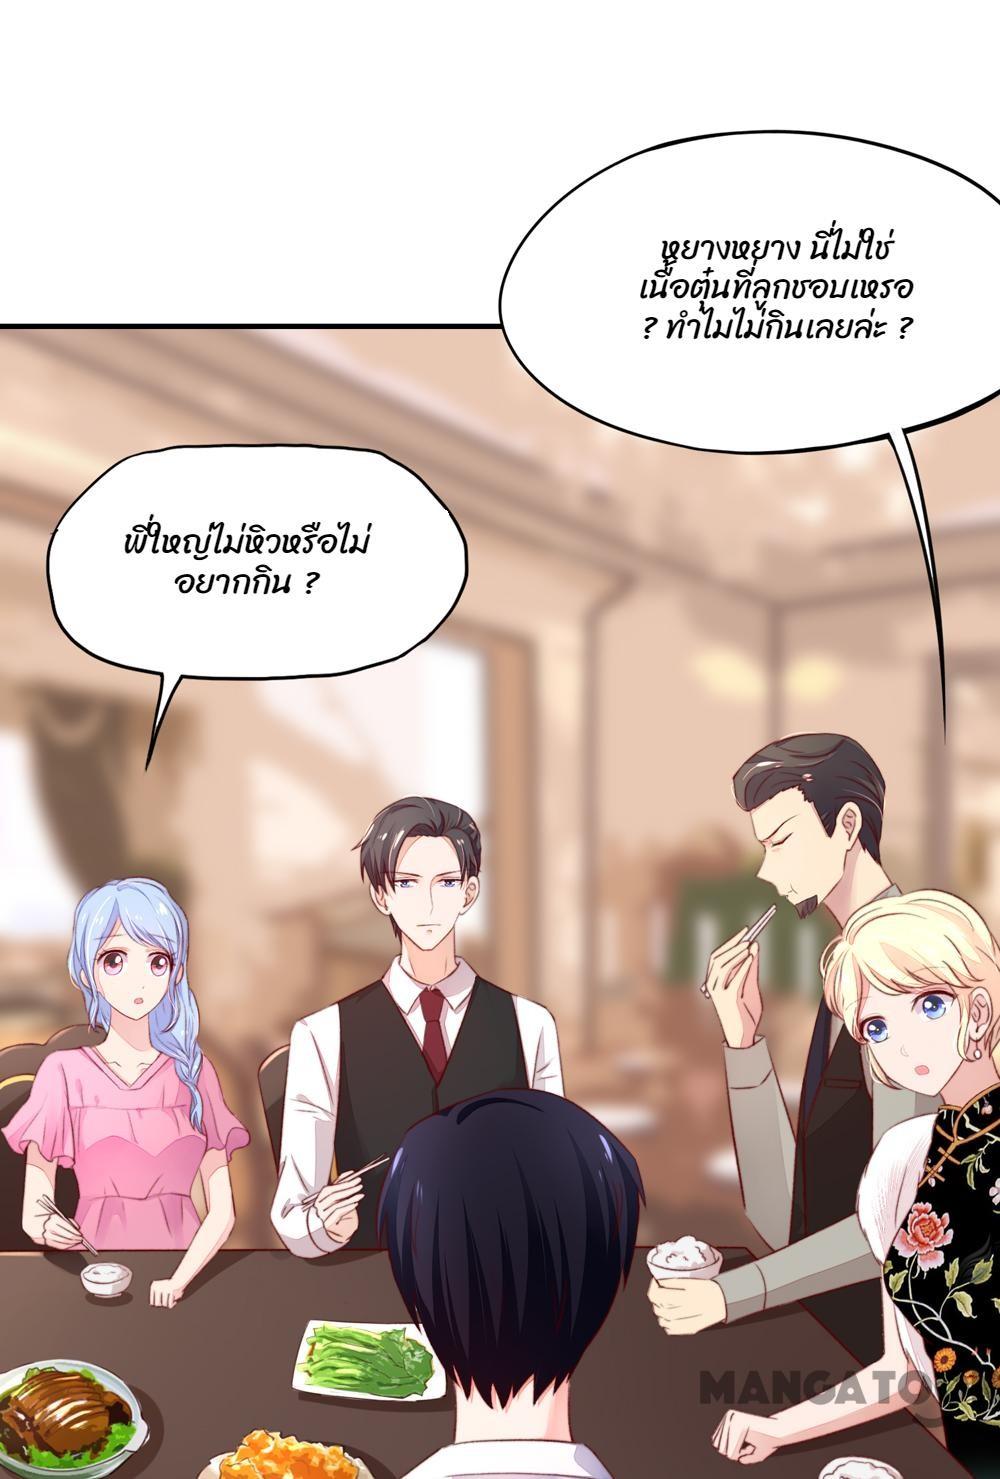 หยางหยาง นี่ไม่ใช่
เนื้อตุ๋นที่ลูกชอบเหรอ
? ทำไมไม่กินเลยล่ะ ?
พี่ใหญ่ไม่หิวหรือไม่
อยากกิน ?
MANGATO